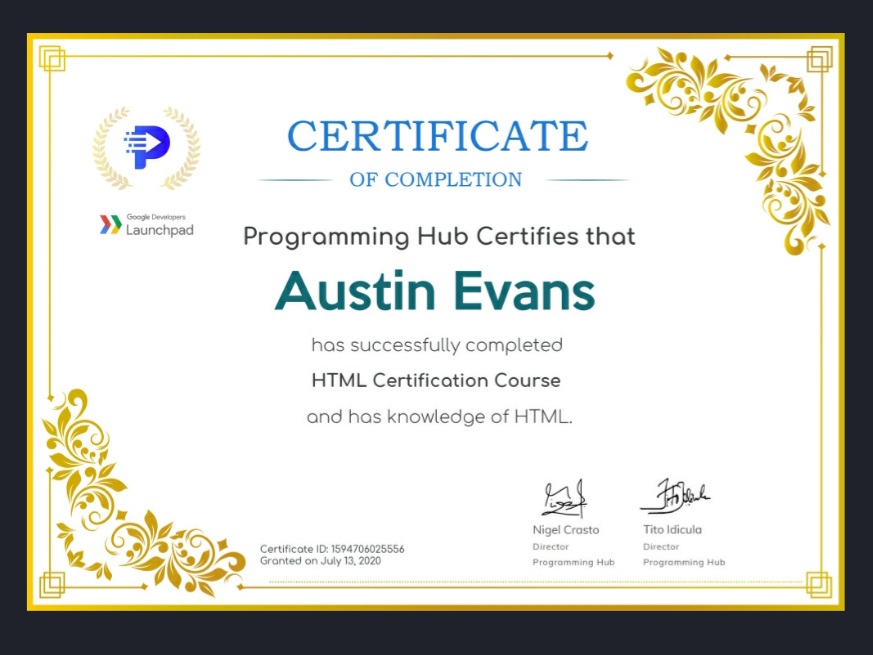 CERTIFICATE
OF COMPLETION
Google Developers
Launchpad
Programming Hub Certifies that
Austin Evans
has successfully completed
HTML Certification Course
and has knowledge of HTML.
Nigel Crasto
Director
Programming Hub
Tito Idicula
Director
Programming Hub
Certificate ID: 1594706025556
Granted on July 13, 2020